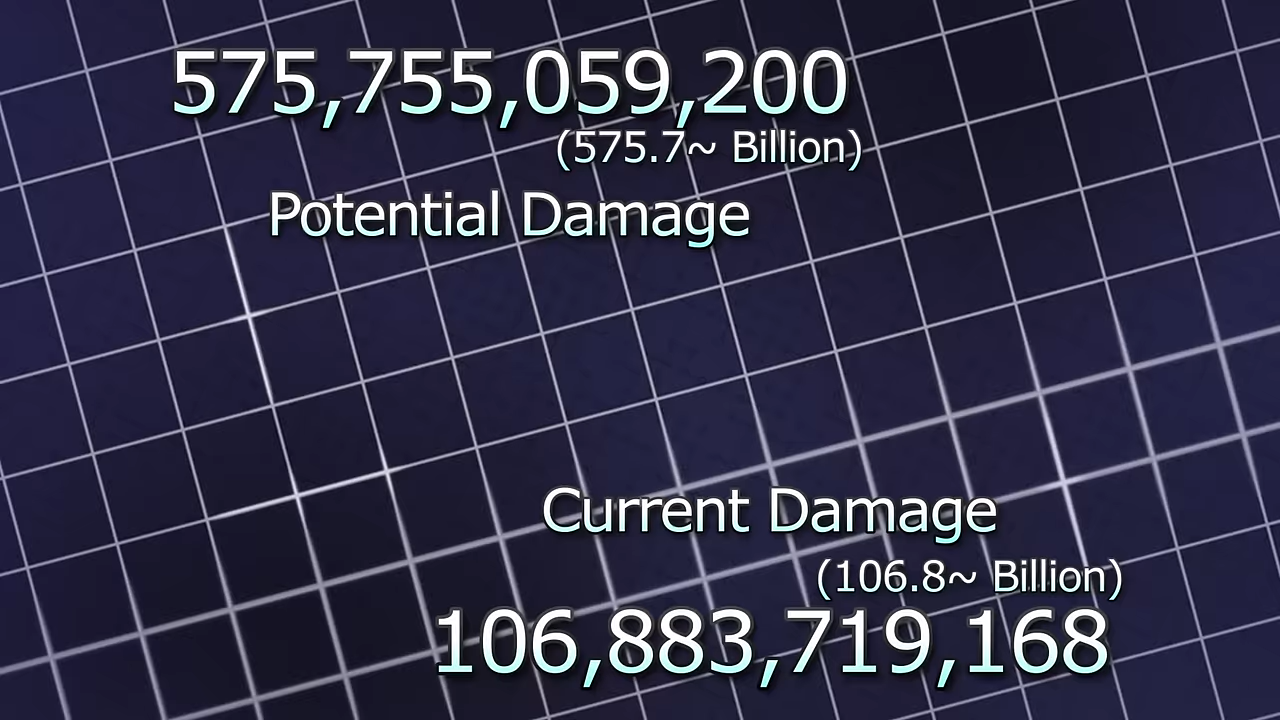 575,755,059,200
(575.7~ Billion)
Potential Damage
Current Damage
(106.8~ Billion)
106,883,719,168